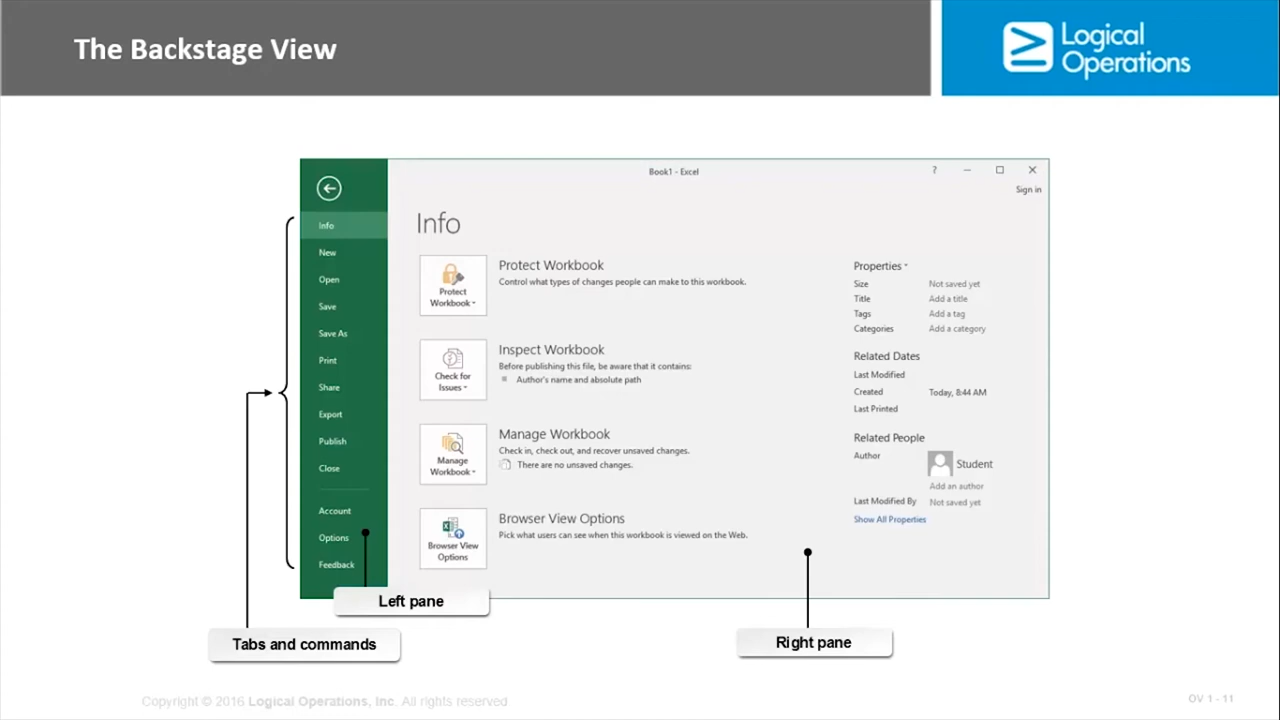 The Backstage View
Logical
Operations
Book1 - Excel
?
Sign in
Info
New
Open
Save
Save As
Print
Share
Export
Publish
Close
Account
Options
Feedback
Info
Protect
Workbook
Protect Workbook
Control what types of changes people can make to this workbook.
Check for
Issues
Inspect Workbook
Before publishing this file, be aware that it contains:
Author's name and absolute path
Manage
Workbook
Manage Workbook
Check in, check out, and recover unsaved changes.
There are no unsaved changes.
Browser View
Options
Browser View Options
Pick what users can see when this workbook is viewed on the Web.
Properties
Size Not saved yet
Title Add a title
Tags Add a tag
Categories Add a category
Related Dates
Last Modified
Created Today, 8:44 AM
Last Printed
Related People
Author Student
Add an author
Last Modified By Not saved yet
Show All Properties
Left pane
Tabs and commands
Right pane
Copyright © 2016 Logical Operations, Inc. All rights reserved
OV 1 - 11